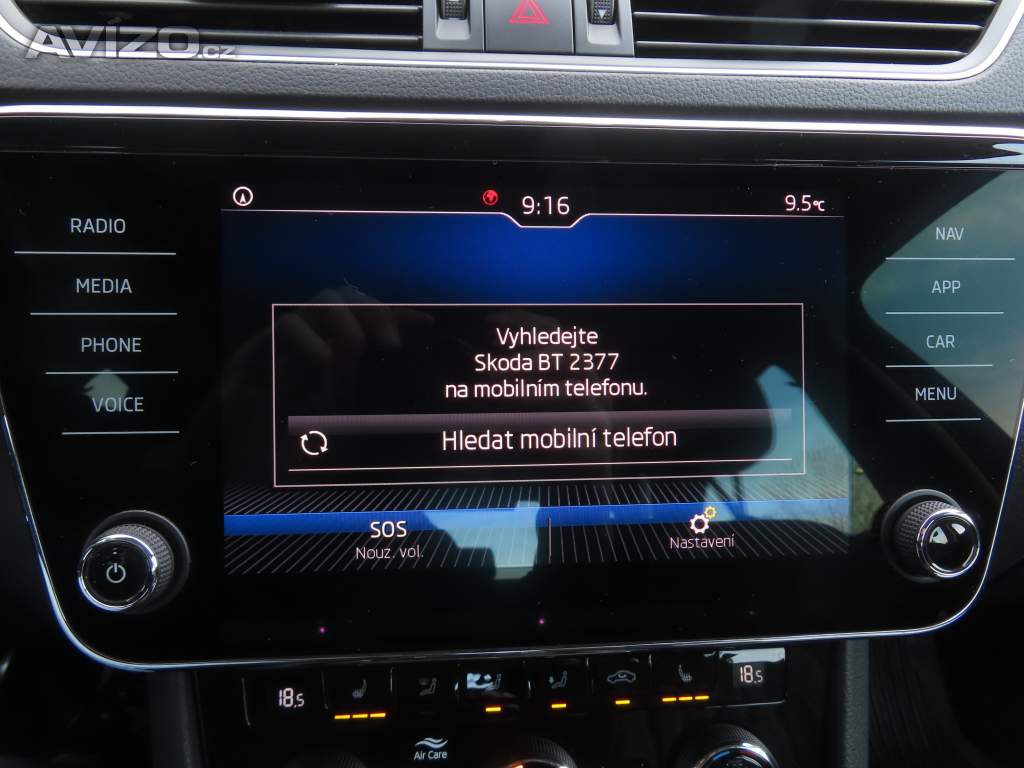 AVÍZO.cz
9:16
9.5°C
RADIO
MEDIA
PHONE
VOICE
NAV
APP
CAR
MENU
Vyhledejte
Skoda BT 2377
na mobilním telefonu.
Hledat mobilní telefon
SOS
Nouz. vol.
Nastavení
18.5
18.5
Air Care